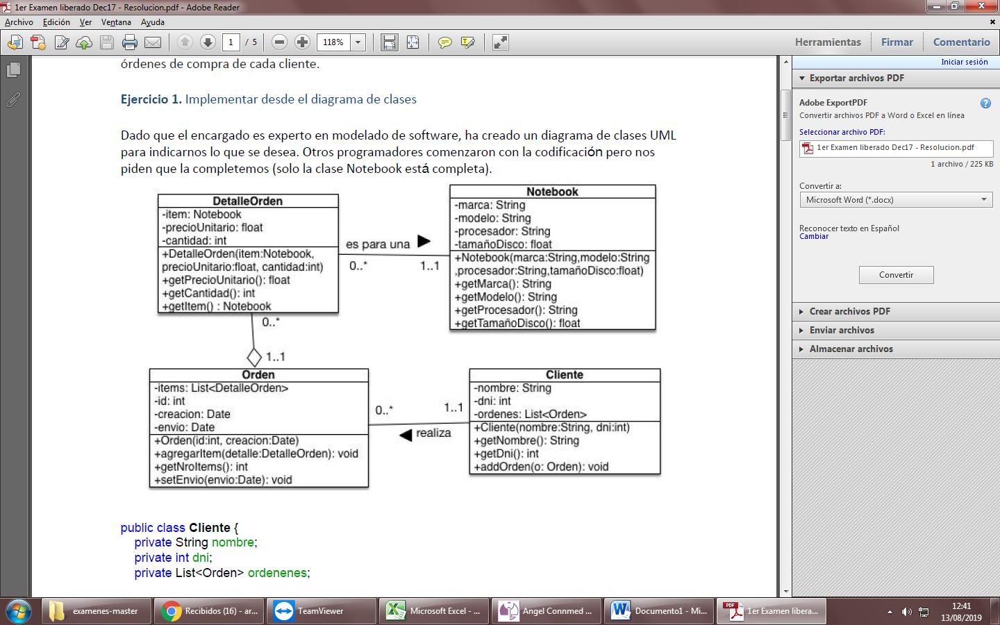 1er Examen liberado Dec17 - Resolucion.pdf - Adobe Reader
Archivo Edición Ver Ventana Ayuda
1 / 5 118% Herramientas Firmar Comentario
órdenes de compra de cada cliente.
Ejercicio 1. Implementar desde el diagrama de clases
Dado que el encargado es experto en modelado de software, ha creado un diagrama de clases UML
para indicarnos lo que se desea. Otros programadores comenzaron con la codificación pero nos
piden que la completemos (solo la clase Notebook está completa).
DetalleOrden
-item: Notebook
-precioUnitario: float
-cantidad: int
+DetalleOrden(item:Notebook,
precioUnitario:float, cantidad:int)
+getPrecioUnitario(): float
+getCantidad(): int
+getItem() : Notebook
es para una
0..*
1..1
Notebook
-marca: String
-modelo: String
-procesador: String
-tamañoDisco: float
+Notebook(marca:String,modelo:String
,procesador:String,tamañoDisco:float)
+getMarca(): String
+getModelo(): String
+getProcesador(): String
+getTamañoDisco(): float
0..*
1..1
Orden
-items: List<DetalleOrden>
-id: int
-creacion: Date
-envio: Date
+Orden(id:int, creacion:Date)
+agregarItem(detalle:DetalleOrden): void
+getNroItems(): int
+setEnvio(envio:Date): void
0..*
1..1
realiza
Cliente
-nombre: String
-dni: int
-ordenes: List<Orden>
+Cliente(nombre:String, dni:int)
+getNombre(): String
+getDni(): int
+addOrden(o: Orden): void
public class Cliente {
private String nombre;
private int dni;
private List<Orden> ordenenes;
Iniciar sesión
Exportar archivos PDF
Adobe ExportPDF
Convertir archivos PDF a Word o Excel en línea
Seleccionar archivo PDF:
1er Examen liberado Dec17 - Resolucion.pdf
1 archivo / 225 KB
Convertir a:
Microsoft Word (*.docx)
Reconocer texto en Español
Cambiar
Convertir
Crear archivos PDF
Enviar archivos
Almacenar archivos
examenes-master
Recibidos (16) - ar...
TeamViewer
Microsoft Excel - ...
Angel Connmed ...
Documento1 - Mi...
1er Examen libera...
12:41
13/08/2019